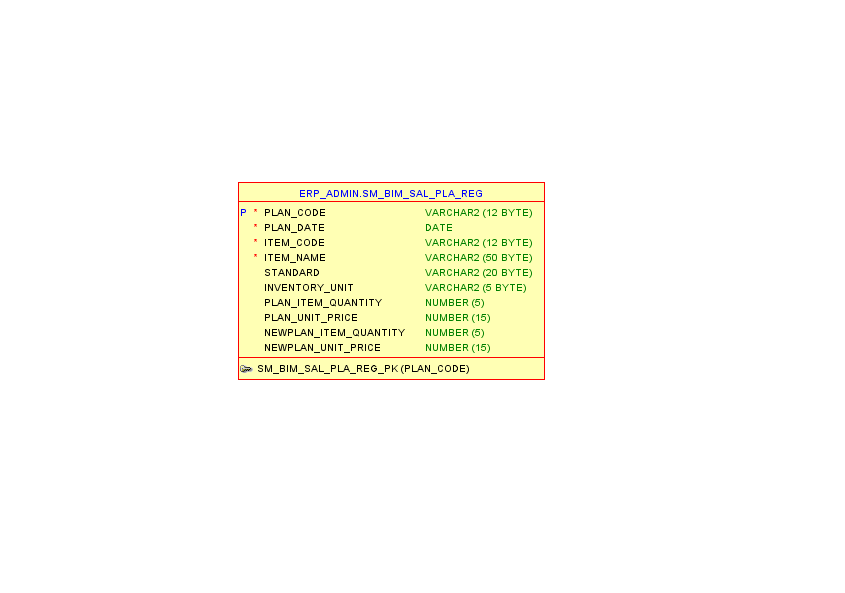 ERP_ADMIN.SM_BIM_SAL_PLA_REG
P * PLAN_CODE VARCHAR2 (12 BYTE)
* PLAN_DATE DATE
* ITEM_CODE VARCHAR2 (12 BYTE)
* ITEM_NAME VARCHAR2 (50 BYTE)
STANDARD VARCHAR2 (20 BYTE)
INVENTORY_UNIT VARCHAR2 (5 BYTE)
PLAN_ITEM_QUANTITY NUMBER (5)
PLAN_UNIT_PRICE NUMBER (15)
NEWPLAN_ITEM_QUANTITY NUMBER (5)
NEWPLAN_UNIT_PRICE NUMBER (15)
SM_BIM_SAL_PLA_REG_PK (PLAN_CODE)